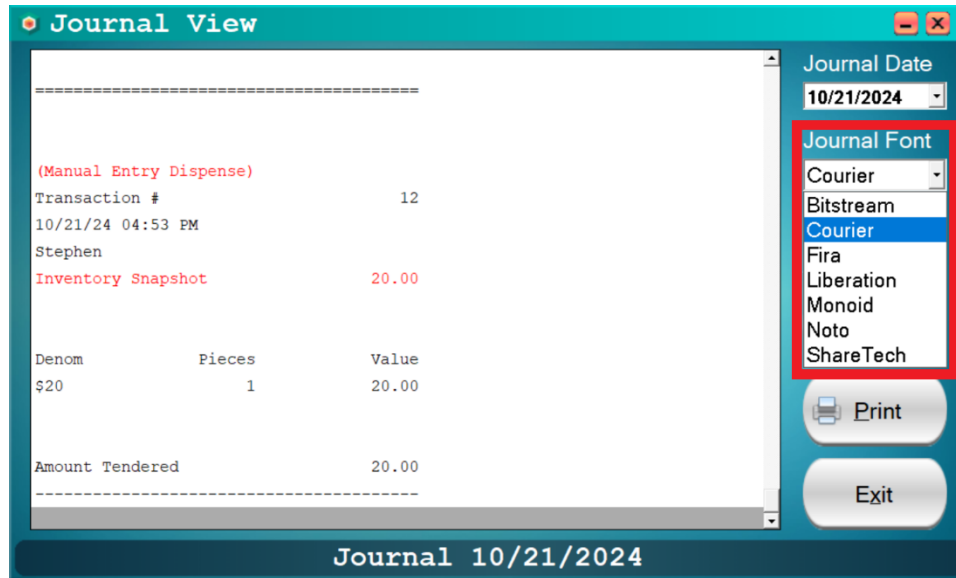 Journal View
========================================
(Manual Entry Dispense)
Transaction # 12
10/21/24 04:53 PM
Stephen
Inventory Snapshot 20.00
Denom Pieces Value
$20 1 20.00
Amount Tendered 20.00
----------------------------------------
Journal Date
10/21/2024
Journal Font
Courier
Bitstream
Courier
Fira
Liberation
Monoid
Noto
ShareTech
Print
Exit
Journal 10/21/2024